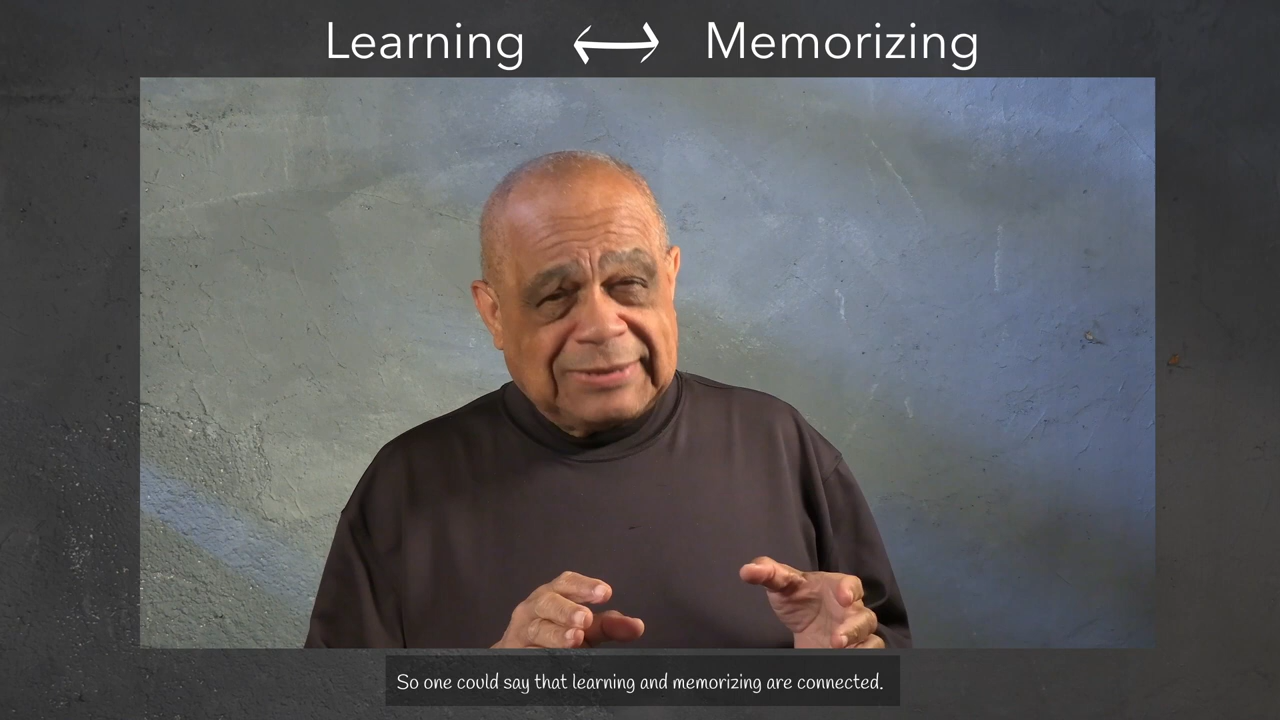 Learning ↔ Memorizing
So one could say that learning and memorizing are connected.